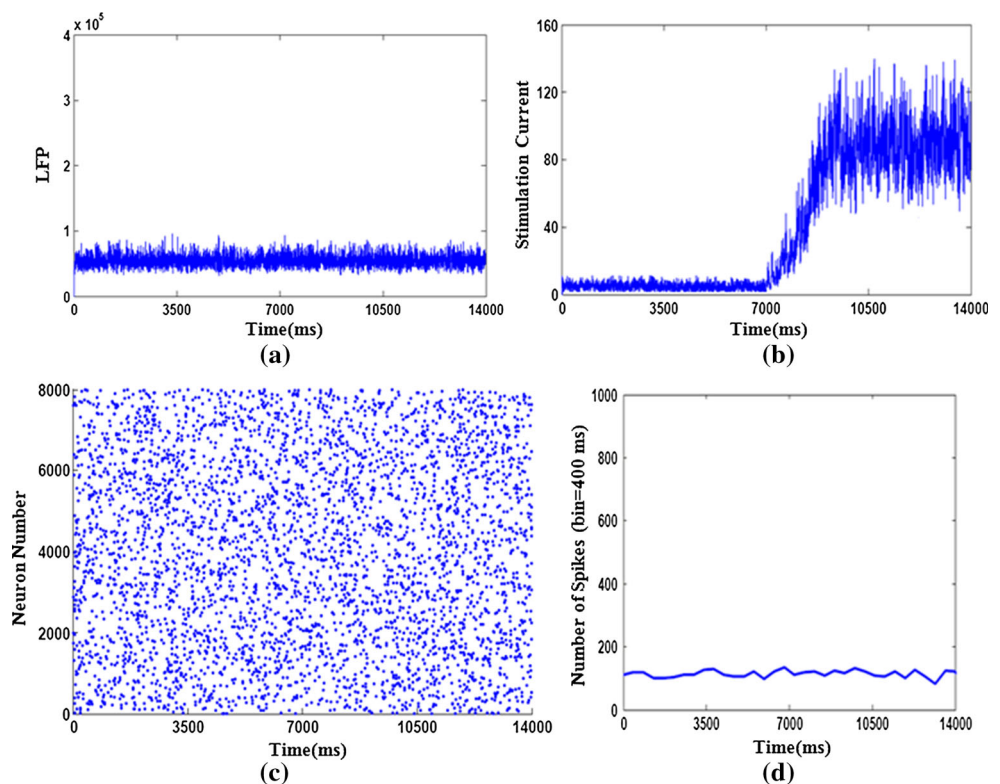 x 10⁵
4
3
2
1
0
LFP
0 3500 7000 10500 14000
Time(ms)
(a)
160
120
80
40
0
Stimulation Current
0 3500 7000 10500 14000
Time(ms)
(b)
8000
6000
4000
2000
0
Neuron Number
0 3500 7000 10500 14000
Time(ms)
(c)
1000
800
600
400
200
0
Number of Spikes (bin=400 ms)
0 3500 7000 10500 14000
Time(ms)
(d)